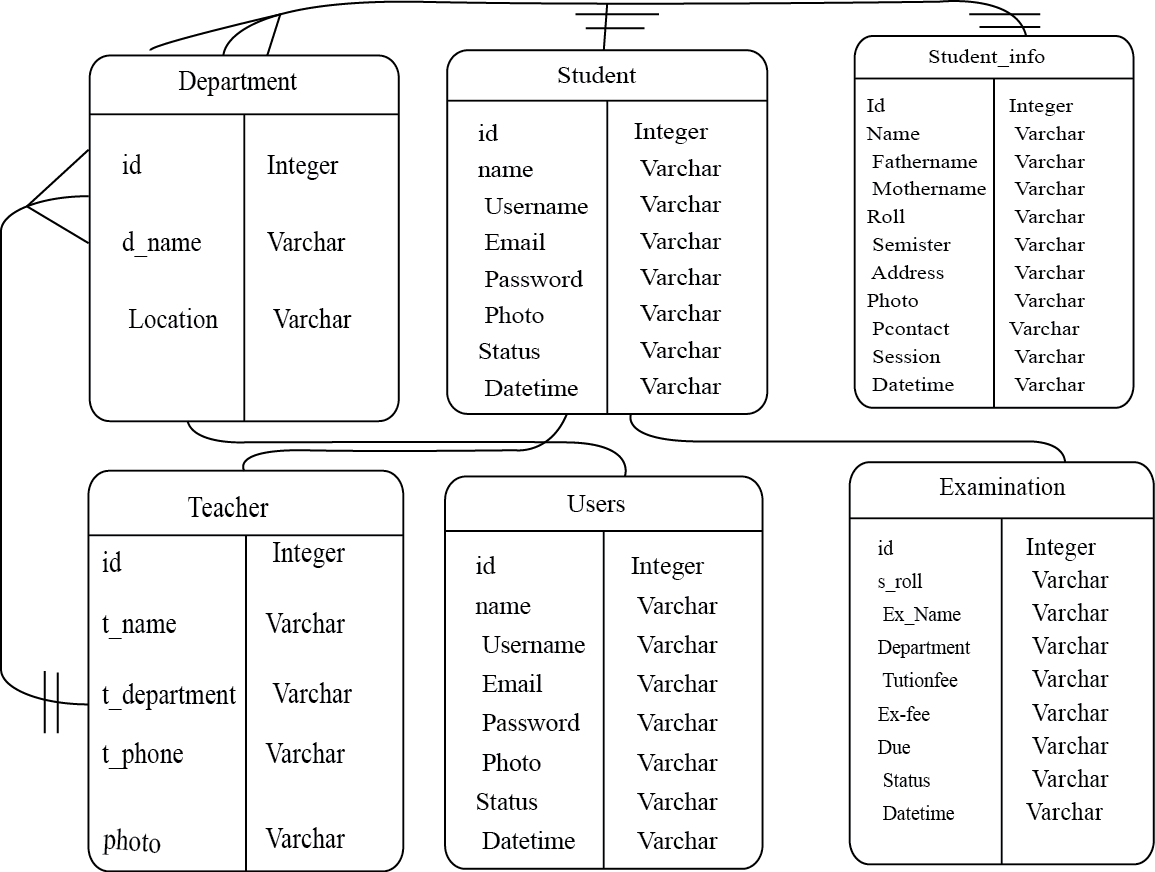 Department
id Integer
d_name Varchar
Location Varchar
Student
id Integer
name Varchar
Username Varchar
Email Varchar
Password Varchar
Photo Varchar
Status Varchar
Datetime Varchar
Student_info
Id Integer
Name Varchar
Fathername Varchar
Mothername Varchar
Roll Varchar
Semister Varchar
Address Varchar
Photo Varchar
Pcontact Varchar
Session Varchar
Datetime Varchar
Teacher
id Integer
t_name Varchar
t_department Varchar
t_phone Varchar
photo Varchar
Users
id Integer
name Varchar
Username Varchar
Email Varchar
Password Varchar
Photo Varchar
Status Varchar
Datetime Varchar
Examination
id Integer
s_roll Varchar
Ex_Name Varchar
Department Varchar
Tutionfee Varchar
Ex-fee Varchar
Due Varchar
Status Varchar
Datetime Varchar